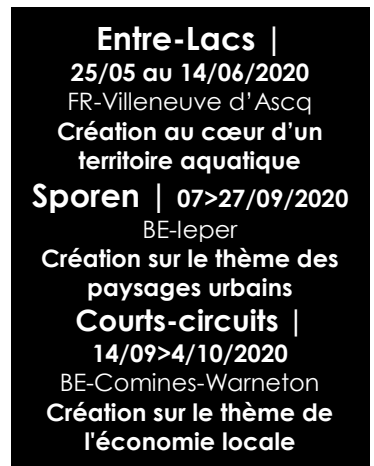 Entre-Lacs |
25/05 au 14/06/2020
FR-Villeneuve d’Ascq
Création au cœur d’un
territoire aquatique
Sporen | 07>27/09/2020
BE-Ieper
Création sur le thème des
paysages urbains
Courts-circuits |
14/09>4/10/2020
BE-Comines-Warneton
Création sur le thème de
l'économie locale